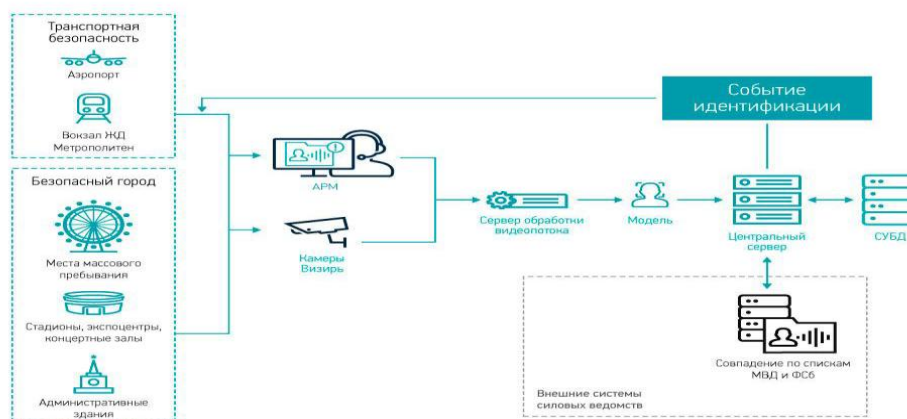 Транспортная
безопасность
Аэропорт
Вокзал ЖД
Метрополитен
Безопасный город
Места массового
пребывания
Стадионы, экспоцентры,
концертные залы
Административные
здания
АРМ
Камеры
Визирь
Сервер обработки
видеопотока
Модель
Событие
идентификации
Центральный
сервер
СУБД
Совпадение по спискам
МВД и ФСб
Внешние системы
силовых ведомств